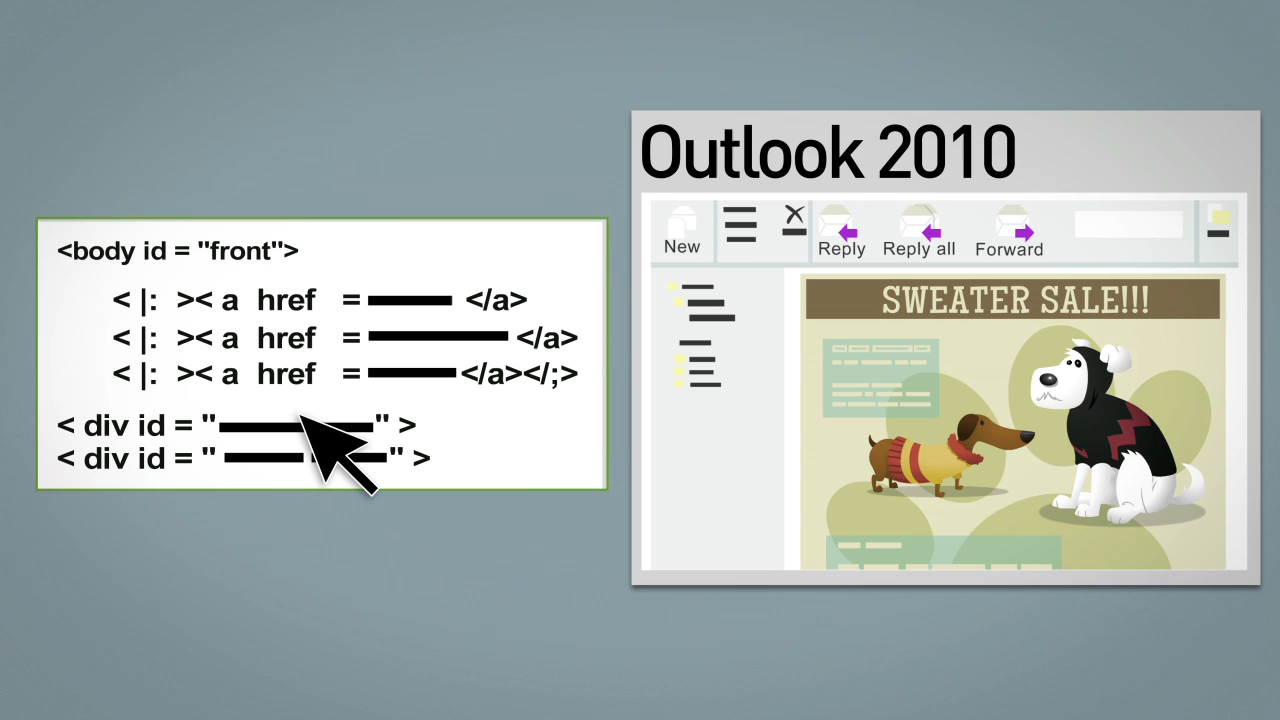 <body id = "front">
< |: >< a href = </a>
< |: >< a href = </a>
< |: >< a href = </a></;>
< div id = " " >
< div id = " " >
Outlook 2010
New
Reply
Reply all
Forward
SWEATER SALE!!!